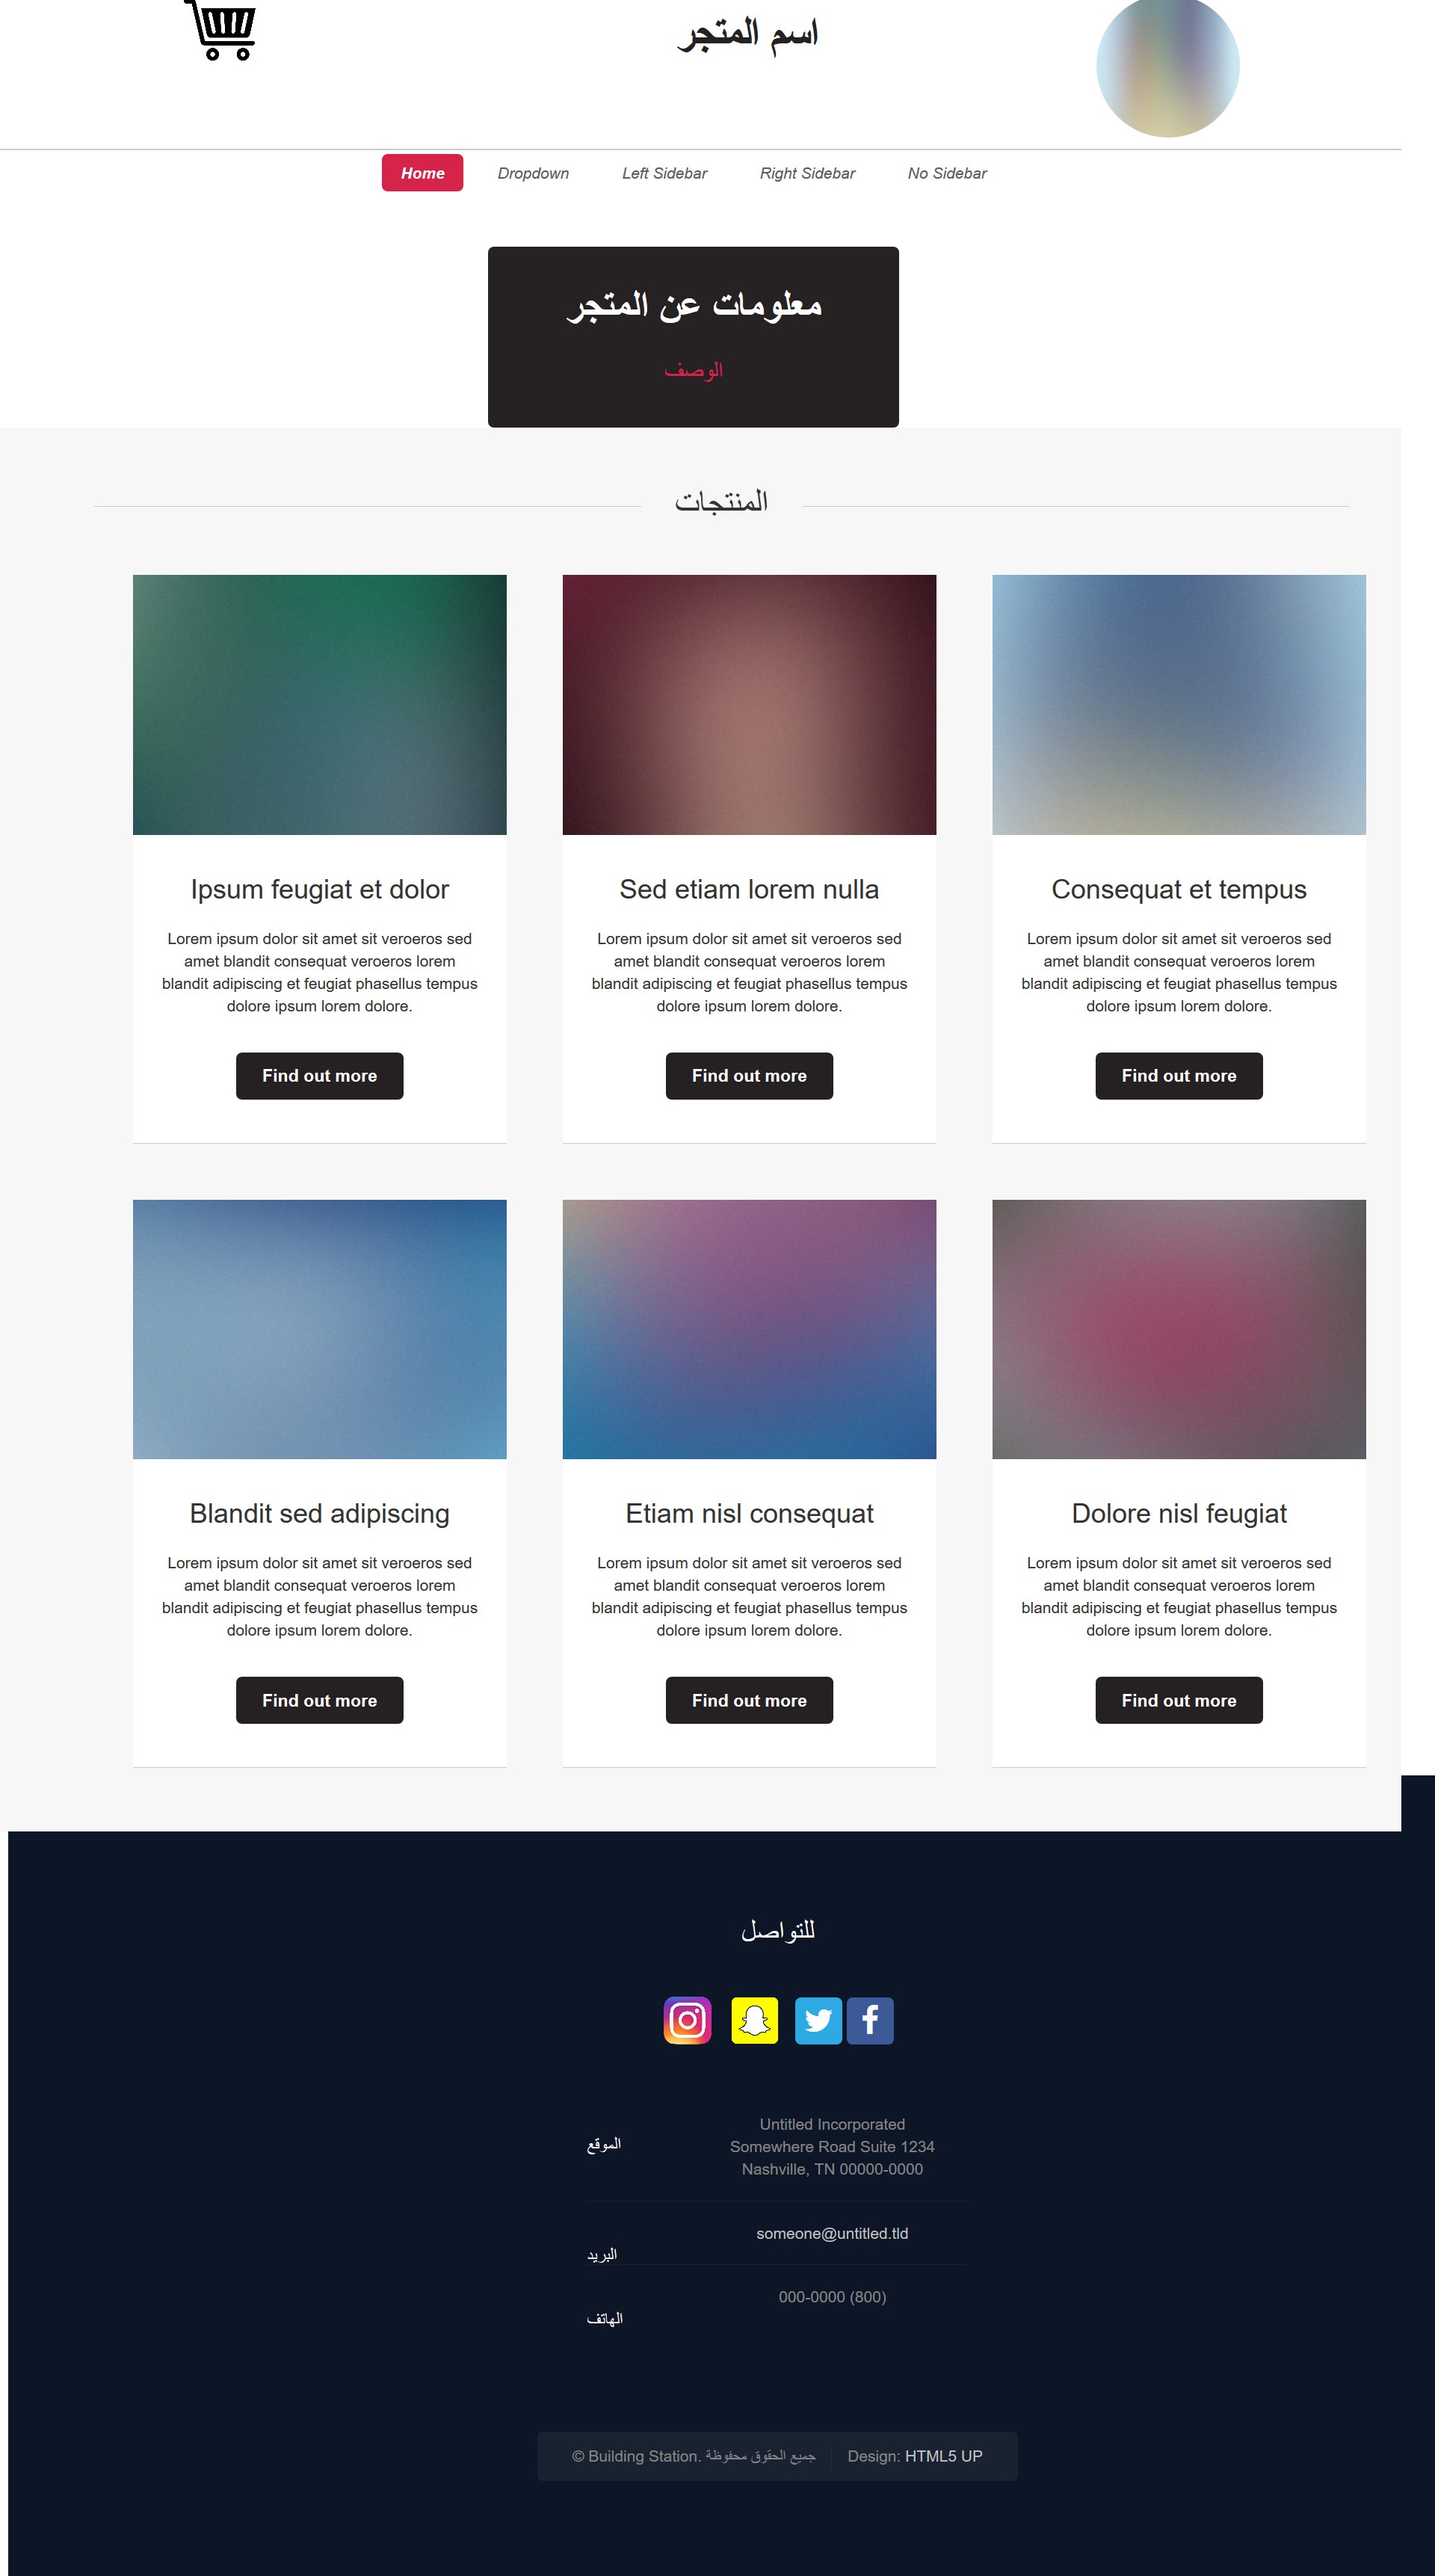 اسم المتجر
Home Dropdown Left Sidebar Right Sidebar No Sidebar
معلومات عن المتجر
الوصف
المنتجات
Ipsum feugiat et dolor
Lorem ipsum dolor sit amet sit veroeros sed
amet blandit consequat veroeros lorem
blandit adipiscing et feugiat phasellus tempus
dolore ipsum lorem dolore.
Find out more
Sed etiam lorem nulla
Lorem ipsum dolor sit amet sit veroeros sed
amet blandit consequat veroeros lorem
blandit adipiscing et feugiat phasellus tempus
dolore ipsum lorem dolore.
Find out more
Consequat et tempus
Lorem ipsum dolor sit amet sit veroeros sed
amet blandit consequat veroeros lorem
blandit adipiscing et feugiat phasellus tempus
dolore ipsum lorem dolore.
Find out more
Blandit sed adipiscing
Lorem ipsum dolor sit amet sit veroeros sed
amet blandit consequat veroeros lorem
blandit adipiscing et feugiat phasellus tempus
dolore ipsum lorem dolore.
Find out more
Etiam nisl consequat
Lorem ipsum dolor sit amet sit veroeros sed
amet blandit consequat veroeros lorem
blandit adipiscing et feugiat phasellus tempus
dolore ipsum lorem dolore.
Find out more
Dolore nisl feugiat
Lorem ipsum dolor sit amet sit veroeros sed
amet blandit consequat veroeros lorem
blandit adipiscing et feugiat phasellus tempus
dolore ipsum lorem dolore.
Find out more
للتواصل
الموقع
Untitled Incorporated
Somewhere Road Suite 1234
Nashville, TN 00000-0000
البريد
someone@untitled.tld
الهاتف
000-0000 (800)
© Building Station. جميع الحقوق محفوظة Design: HTML5 UP